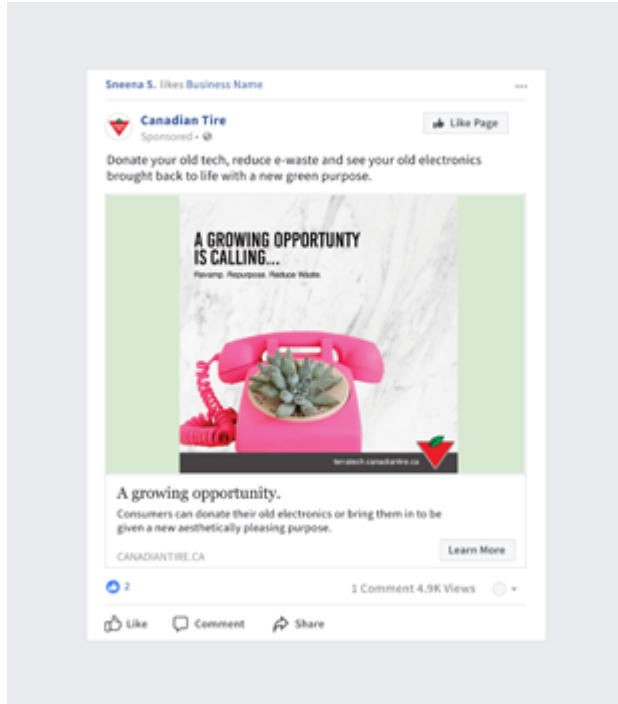 Sneena S. likes Business Name
Canadian Tire
Like Page
Sponsored •
Donate your old tech, reduce e-waste and see your old electronics
brought back to life with a new green purpose.
A GROWING OPPORTUNTY
IS CALLING...
Revamp. Repurpose. Reduce Waste.
terratech.canadiantire.ca
A growing opportunity.
Consumers can donate their old electronics or bring them in to be
given a new aesthetically pleasing purpose.
CANADIANTIRE.CA
Learn More
2
1 Comment 4.9K Views
Like Comment Share